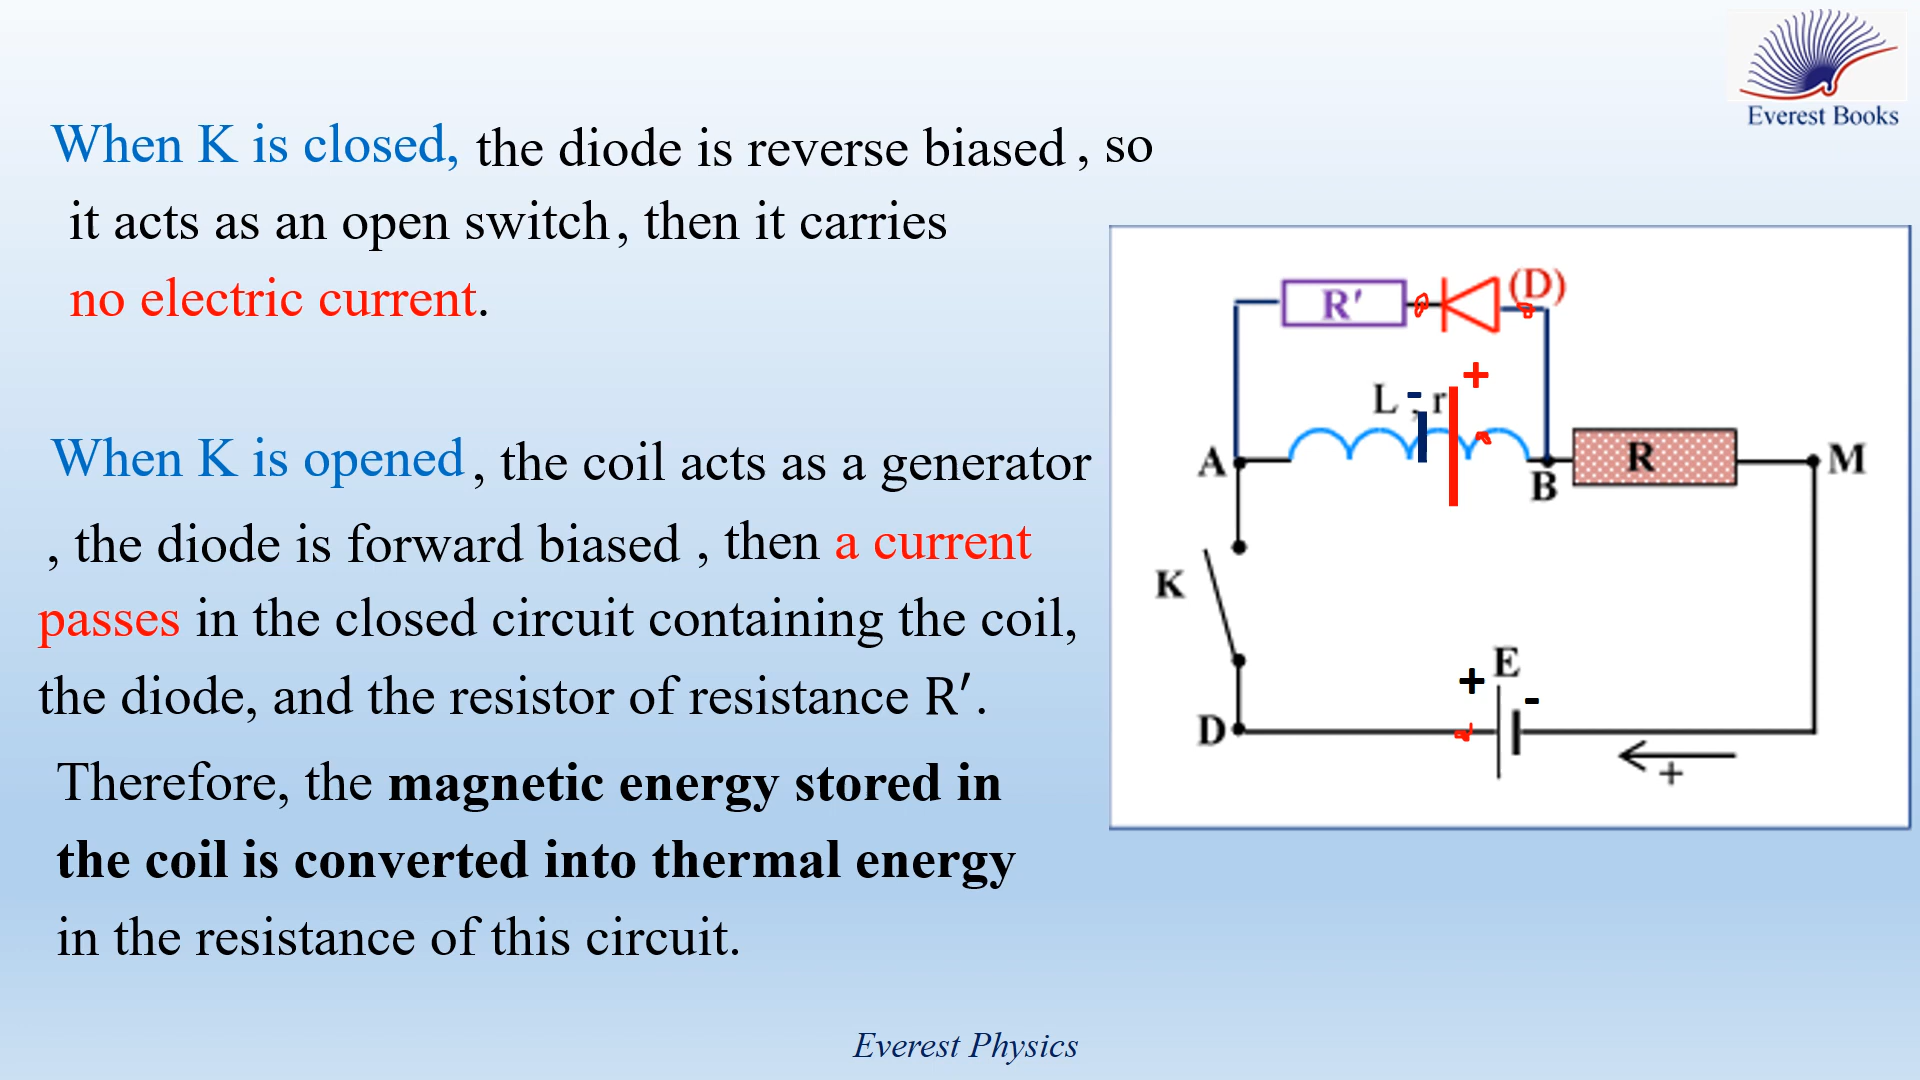 Everest Books
When K is closed, the diode is reverse biased , so
it acts as an open switch , then it carries
no electric current.
When K is opened , the coil acts as a generator
, the diode is forward biased , then a current
passes in the closed circuit containing the coil,
the diode, and the resistor of resistance R′.
Therefore, the magnetic energy stored in
the coil is converted into thermal energy
in the resistance of this circuit.
R′ (D)
- +
L , r
A B R M
K
+ E -
D
+
Everest Physics